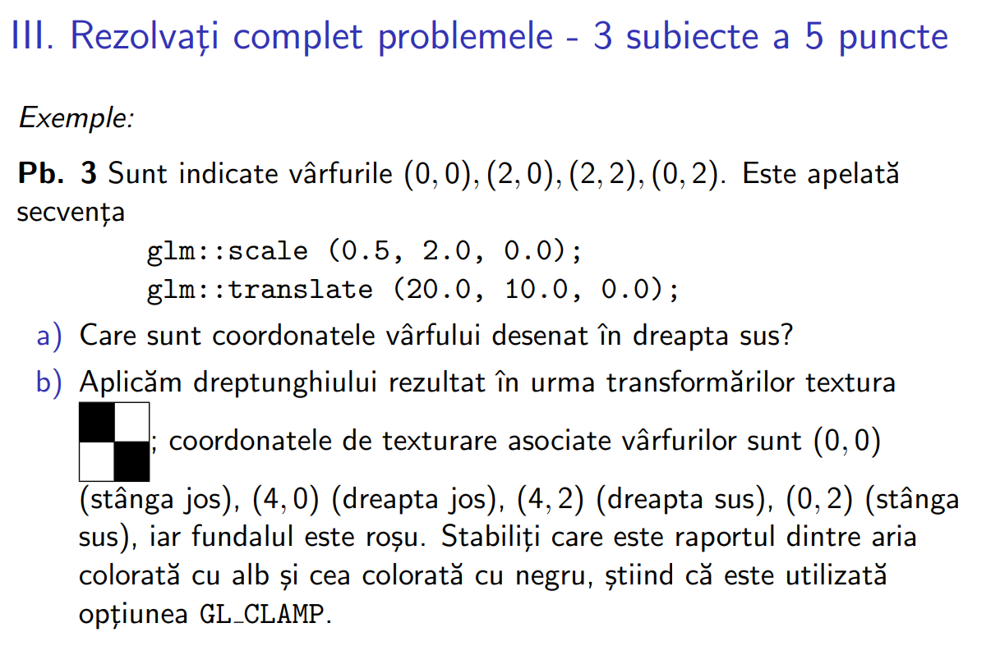 III. Rezolvați complet problemele - 3 subiecte a 5 puncte
Exemple:
Pb. 3 Sunt indicate vârfurile (0, 0), (2, 0), (2, 2), (0, 2). Este apelată
secvența
glm::scale (0.5, 2.0, 0.0);
glm::translate (20.0, 10.0, 0.0);
a) Care sunt coordonatele vârfului desenat în dreapta sus?
b) Aplicăm dreptunghiului rezultat în urma transformărilor textura
; coordonatele de texturare asociate vârfurilor sunt (0, 0)
(stânga jos), (4, 0) (dreapta jos), (4, 2) (dreapta sus), (0, 2) (stânga
sus), iar fundalul este roșu. Stabiliți care este raportul dintre aria
colorată cu alb și cea colorată cu negru, știind că este utilizată
opțiunea GL_CLAMP.